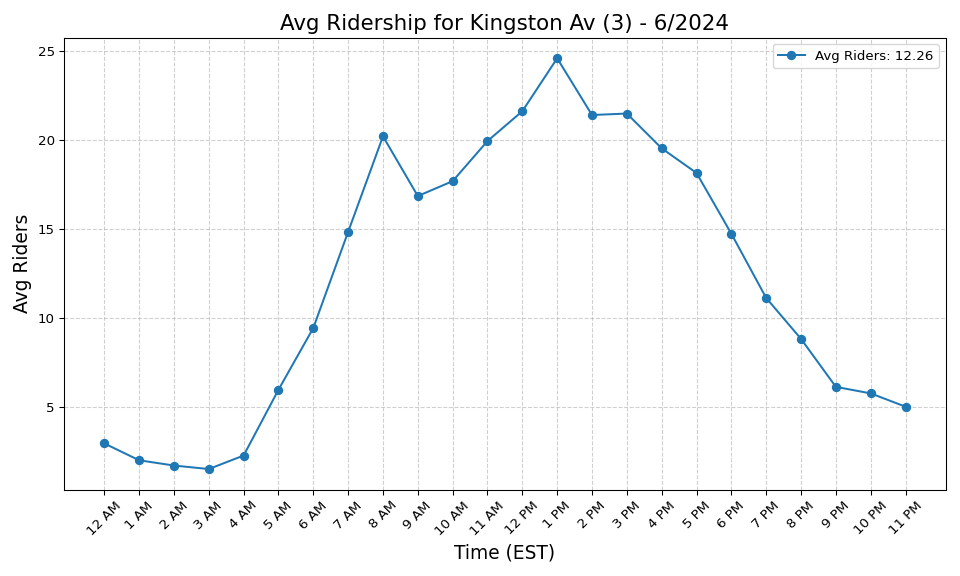 Avg Ridership for Kingston Av (3) - 6/2024
Avg Riders: 12.26
25
20
15
10
5
Avg Riders
12 AM
1 AM
2 AM
3 AM
4 AM
5 AM
6 AM
7 AM
8 AM
9 AM
10 AM
11 AM
12 PM
1 PM
2 PM
3 PM
4 PM
5 PM
6 PM
7 PM
8 PM
9 PM
10 PM
11 PM
Time (EST)